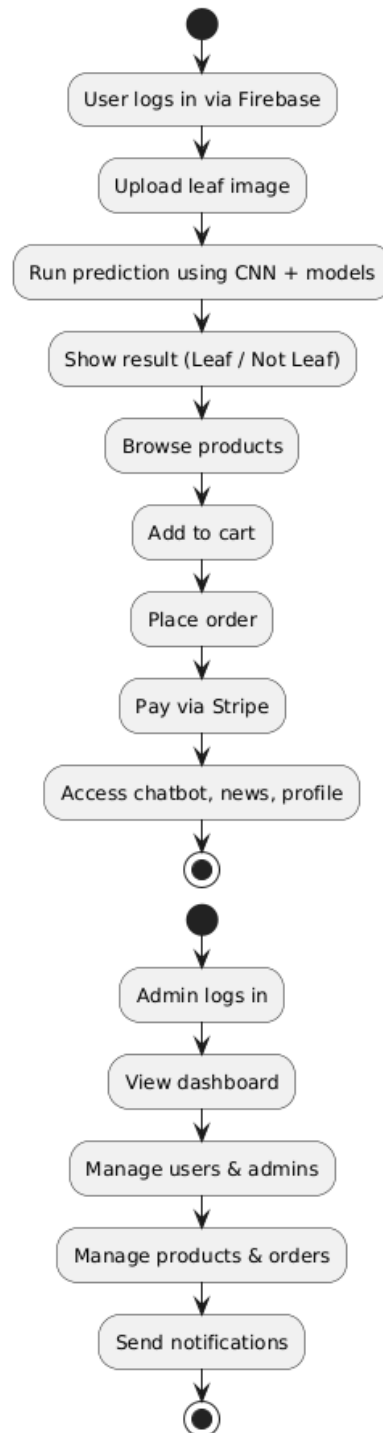 User logs in via Firebase
Upload leaf image
Run prediction using CNN + models
Show result (Leaf / Not Leaf)
Browse products
Add to cart
Place order
Pay via Stripe
Access chatbot, news, profile
Admin logs in
View dashboard
Manage users & admins
Manage products & orders
Send notifications